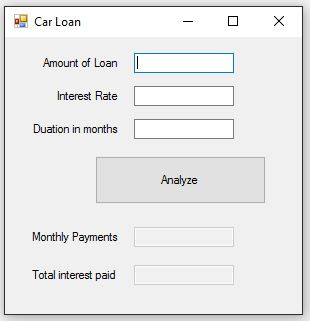 Car Loan
Amount of Loan
Interest Rate
Duation in months
Analyze
Monthly Payments
Total interest paid